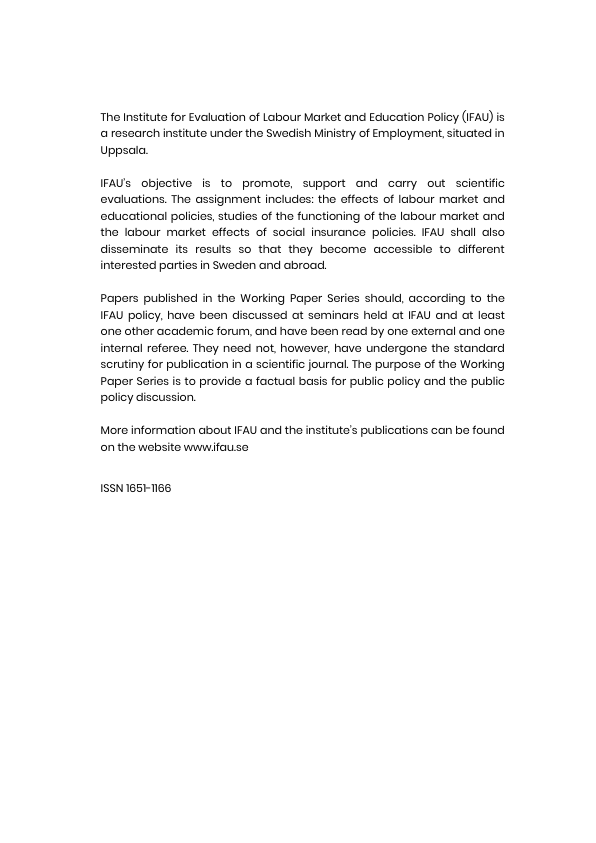 The Institute for Evaluation of Labour Market and Education Policy (IFAU) is
a research institute under the Swedish Ministry of Employment, situated in
Uppsala.
IFAU's objective is to promote, support and carry out scientific
evaluations. The assignment includes: the effects of labour market and
educational policies, studies of the functioning of the labour market and
the labour market effects of social insurance policies. IFAU shall also
disseminate its results so that they become accessible to different
interested parties in Sweden and abroad.
Papers published in the Working Paper Series should, according to the
IFAU policy, have been discussed at seminars held at IFAU and at least
one other academic forum, and have been read by one external and one
internal referee. They need not, however, have undergone the standard
scrutiny for publication in a scientific journal. The purpose of the Working
Paper Series is to provide a factual basis for public policy and the public
policy discussion.
More information about IFAU and the institute's publications can be found
on the website www.ifau.se
ISSN 1651-1166